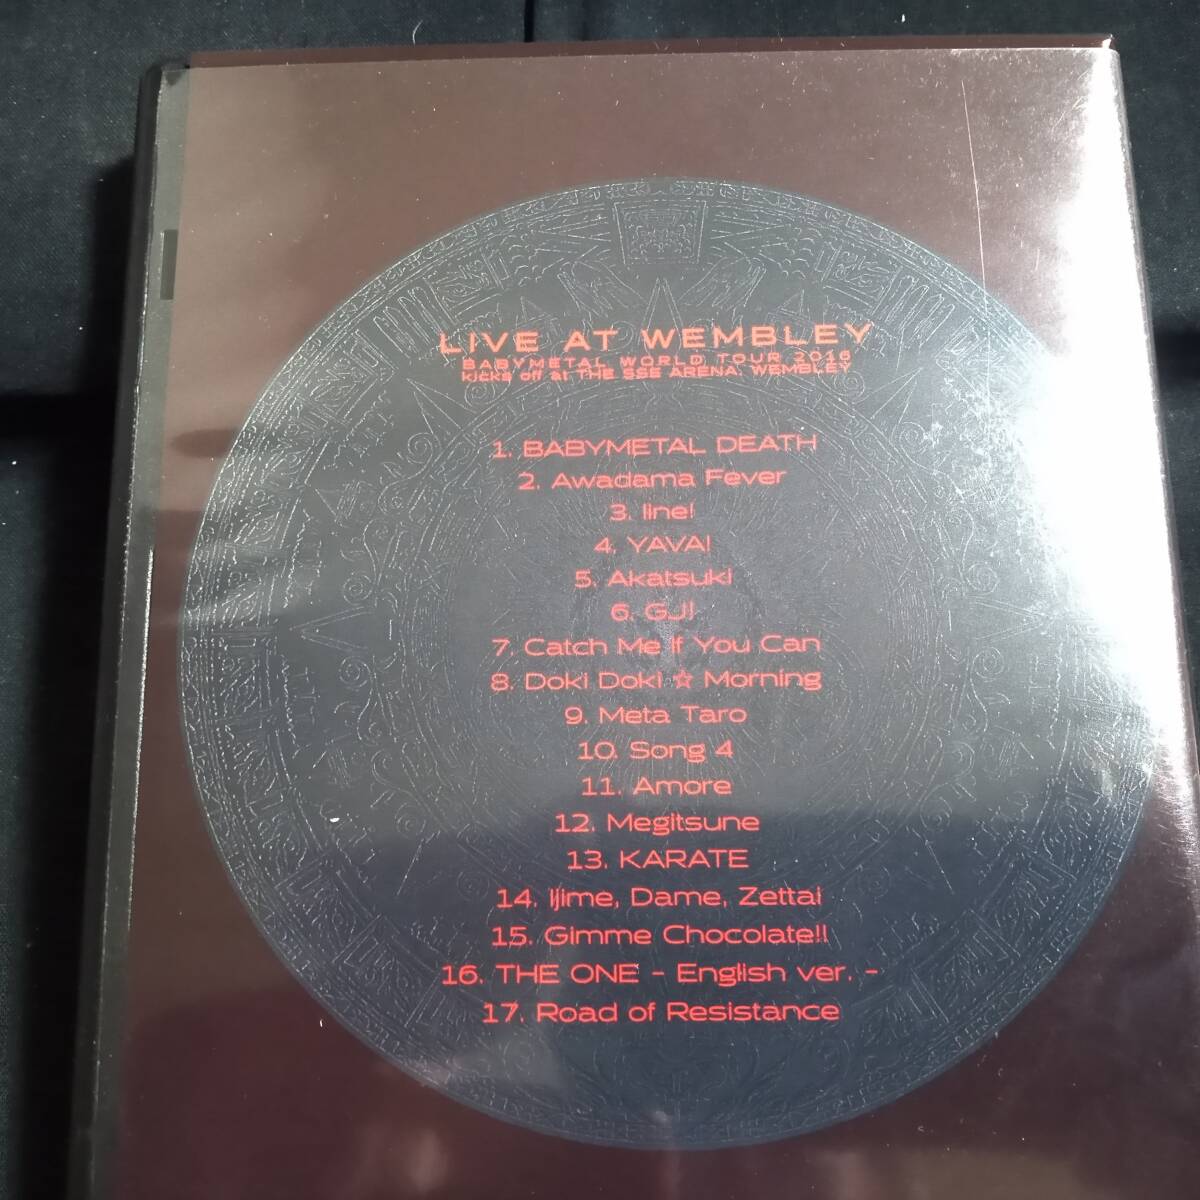 LIVE AT WEMBLEY
BABYMETAL WORLD TOUR 2016
kicks off at THE SSE ARENA, WEMBLEY
1. BABYMETAL DEATH
2. Awadama Fever
3. Iine!
4. YAVA!
5. Akatsuki
6. GJ!
7. Catch Me If You Can
8. Doki Doki ☆ Morning
9. Meta Taro
10. Song 4
11. Amore
12. Megitsune
13. KARATE
14. Ijime, Dame, Zettai
15. Gimme Chocolate!!
16. THE ONE - English ver. -
17. Road of Resistance